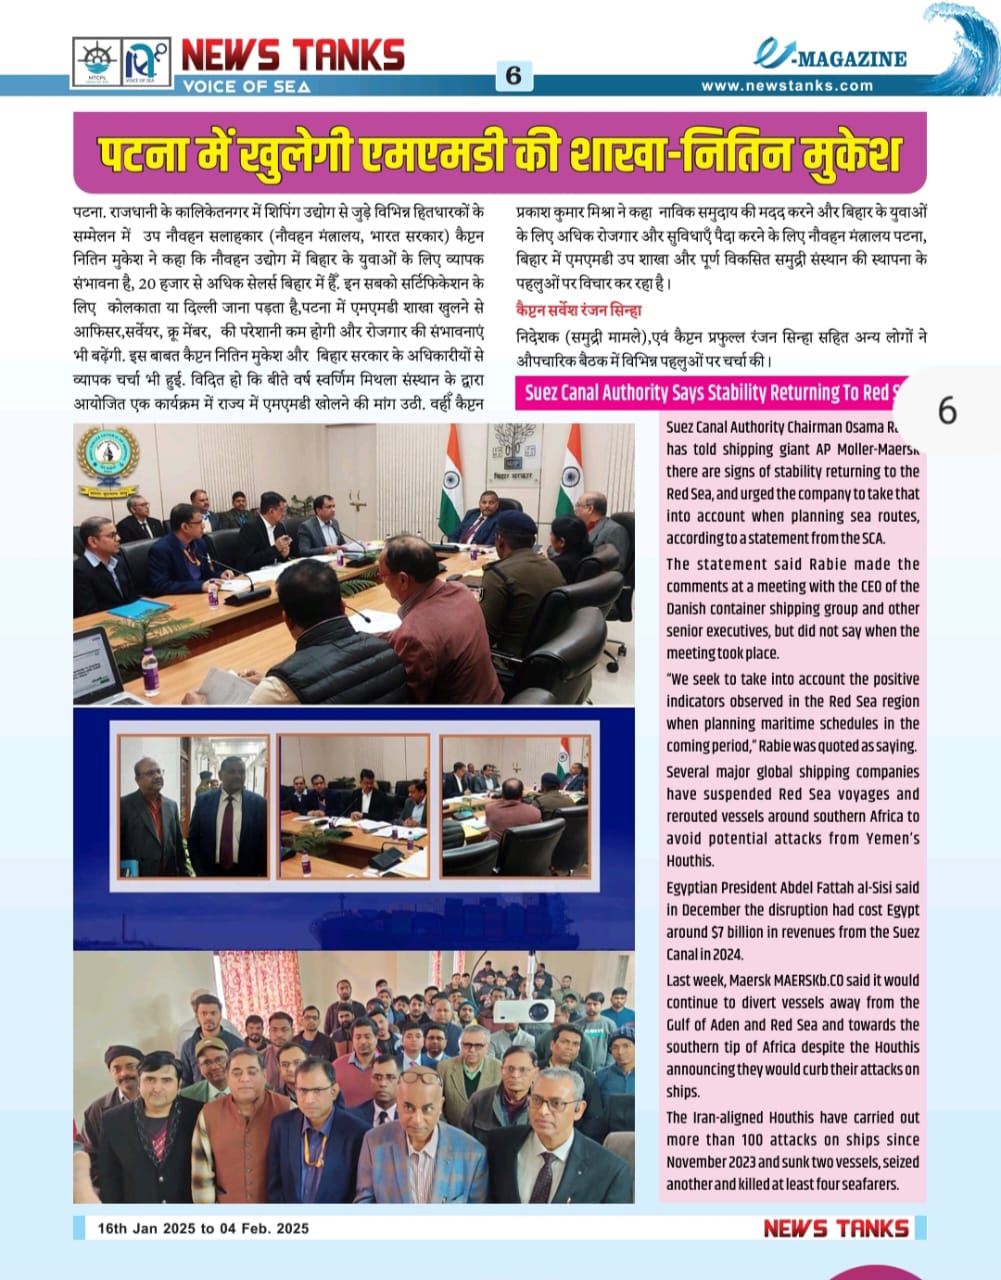 MTCPL
VOICE OF SEA
NEWS TANKS
VOICE OF SEA
6
e-MAGAZINE
www.newstanks.com
पटना में खुलेगी एमएमडी की शाखा-नितिन मुकेश
पटना. राजधानी के कालिकेतनगर में शिपिंग उद्योग से जुड़े विभिन्न हितधारकों के
सम्मेलन में उप नौवहन सलाहकार (नौवहन मंत्रालय, भारत सरकार) कैप्टन
नितिन मुकेश ने कहा कि नौवहन उद्योग में बिहार के युवाओं के लिए व्यापक
संभावना है, 20 हजार से अधिक सेलर्स बिहार में हैं. इन सबको सर्टिफिकेशन के
लिए कोलकाता या दिल्ली जाना पड़ता है,पटना में एमएमडी शाखा खुलने से
आफिसर,सर्वेयर, क्रू मेंबर, की परेशानी कम होगी और रोजगार की संभावनाएं
भी बढ़ेंगी. इस बाबत कैप्टन नितिन मुकेश और बिहार सरकार के अधिकारीयों से
व्यापक चर्चा भी हुई. विदित हो कि बीते वर्ष स्वर्णिम मिथला संस्थान के द्वारा
आयोजित एक कार्यक्रम में राज्य में एमएमडी खोलने की मांग उठी. वहीँ कैप्टन
प्रकाश कुमार मिश्रा ने कहा नाविक समुदाय की मदद करने और बिहार के युवाओं
के लिए अधिक रोजगार और सुविधाएँ पैदा करने के लिए नौवहन मंत्रालय पटना,
बिहार में एमएमडी उप शाखा और पूर्ण विकसित समुद्री संस्थान की स्थापना के
पहलुओं पर विचार कर रहा है।
कैप्टन सर्वेश रंजन सिन्हा
निदेशक (समुद्री मामले),एवं कैप्टन प्रफुल्ल रंजन सिन्हा सहित अन्य लोगों ने
औपचारिक बैठक में विभिन्न पहलुओं पर चर्चा की।
Suez Canal Authority Says Stability Returning To Red
6
Suez Canal Authority Chairman Osama
has told shipping giant AP Moller-Maersk
there are signs of stability returning to the
Red Sea, and urged the company to take that
into account when planning sea routes,
according to a statement from the SCA.
The statement said Rabie made the
comments at a meeting with the CEO of the
Danish container shipping group and other
senior executives, but did not say when the
meeting took place.
"We seek to take into account the positive
indicators observed in the Red Sea region
when planning maritime schedules in the
coming period," Rabie was quoted as saying.
Several major global shipping companies
have suspended Red Sea voyages and
rerouted vessels around southern Africa to
avoid potential attacks from Yemen's
Houthis.
Egyptian President Abdel Fattah al-Sisi said
in December the disruption had cost Egypt
around $7 billion in revenues from the Suez
Canal in 2024.
Last week, Maersk MAERSKb.CO said it would
continue to divert vessels away from the
Gulf of Aden and Red Sea and towards the
southern tip of Africa despite the Houthis
announcing they would curb their attacks on
ships.
The Iran-aligned Houthis have carried out
more than 100 attacks on ships since
November 2023 and sunk two vessels, seized
another and killed at least four seafarers.
बिहार सरकार
16th Jan 2025 to 04 Feb. 2025
NEWS TANKS